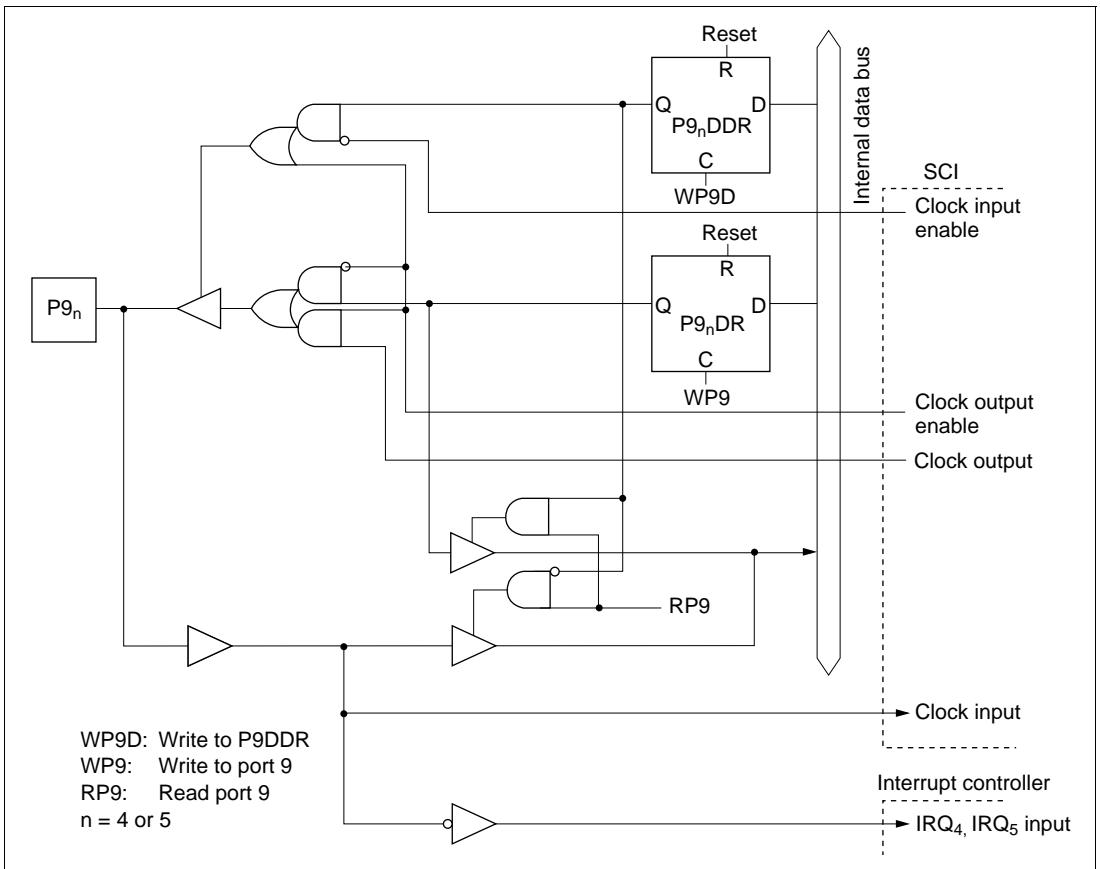 Reset
R
Q
D
P9nDDR
C
WP9D
Internal data bus
SCI
Clock input
enable
Reset
R
Q
D
P9nDR
C
WP9
P9n
Clock output
enable
Clock output
RP9
Clock input
WP9D: Write to P9DDR
WP9: Write to port 9
RP9: Read port 9
n = 4 or 5
Interrupt controller
IRQ4, IRQ5 input